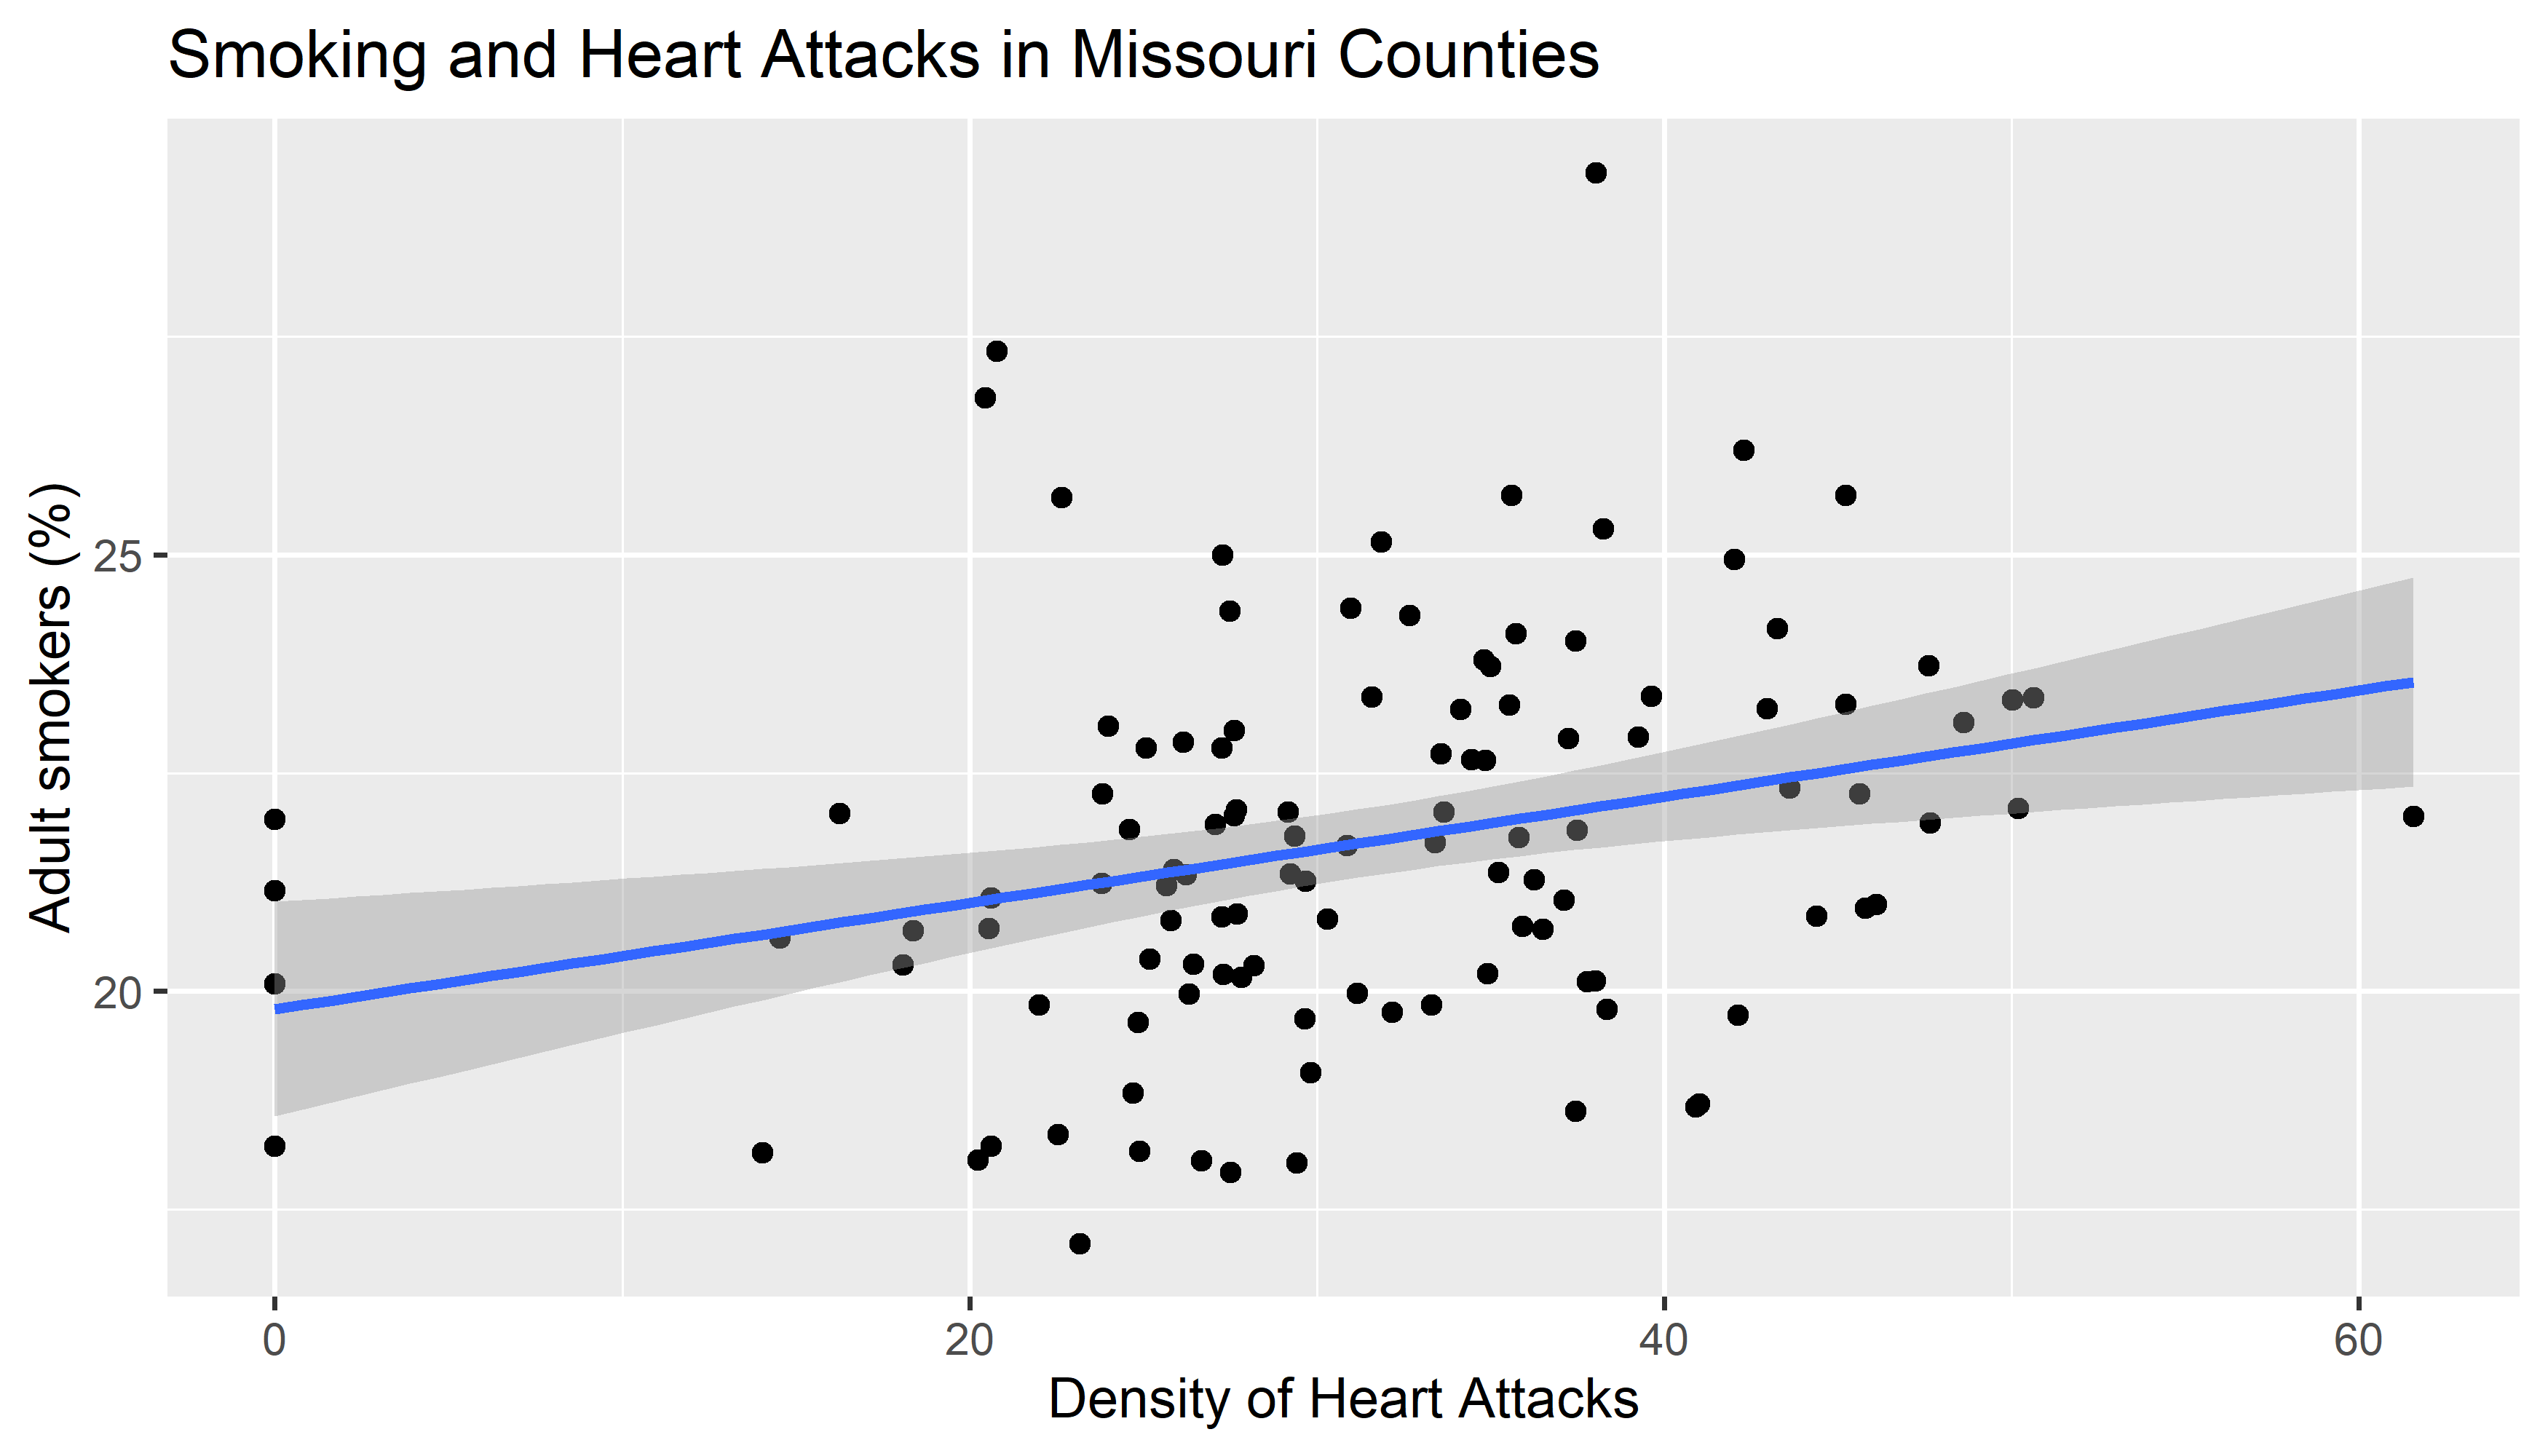 Smoking and Heart Attacks in Missouri Counties
Adult smokers (%)
25
20
0
20
40
60
Density of Heart Attacks